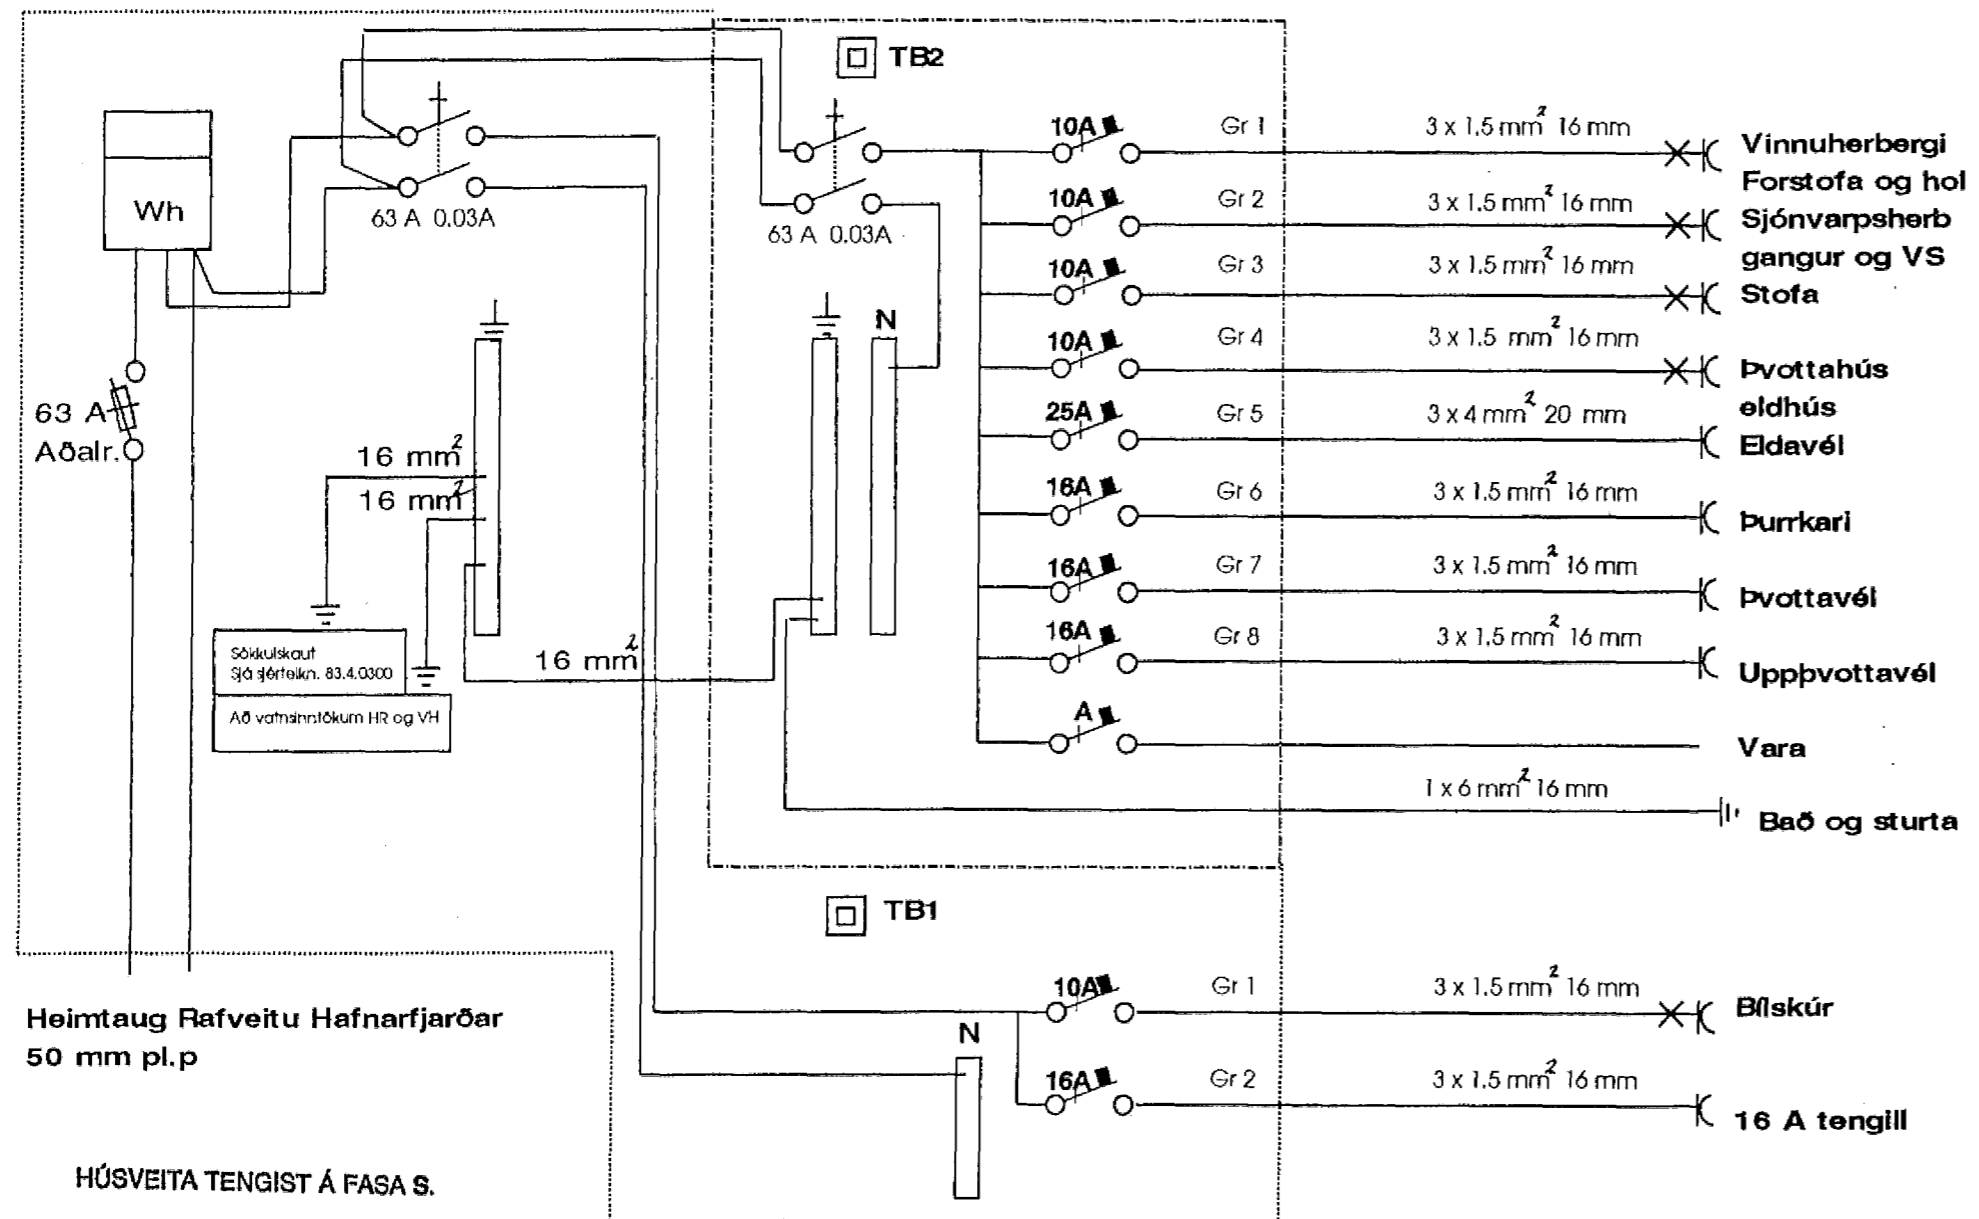 TB2
10A Gr 1 3 x 1.5 mm² 16 mm
Vinnuherbergi
Forstofa og hol
10A Gr 2 3 x 1.5 mm² 16 mm
Sjónvarpsherb
gangur og VS
10A Gr 3 3 x 1.5 mm² 16 mm
Stofa
10A Gr 4 3 x 1.5 mm² 16 mm
Þvottahús
eldhús
25A Gr 5 3 x 4 mm² 20 mm
Eldavél
16A Gr 6 3 x 1.5 mm² 16 mm
Þurrkari
16A Gr 7 3 x 1.5 mm² 16 mm
Þvottavél
16A Gr 8 3 x 1.5 mm² 16 mm
Uppþvottavél
A
Vara
1 x 6 mm² 16 mm
Bað og sturta
Wh
63 A 0.03A
63 A 0.03A
N
63 A
Aðalr.
16 mm²
16 mm²
16 mm²
Sökkulskaut
Sjá sérteikn. 83.4.0300
Að vatnsinntökum HR og VH
TB1
10A Gr 1 3 x 1.5 mm² 16 mm
Bílskúr
N
16A Gr 2 3 x 1.5 mm² 16 mm
16 A tengill
Heimtaug Rafveitu Hafnarfjarðar
50 mm pl.p
HÚSVEITA TENGIST Á FASA S.